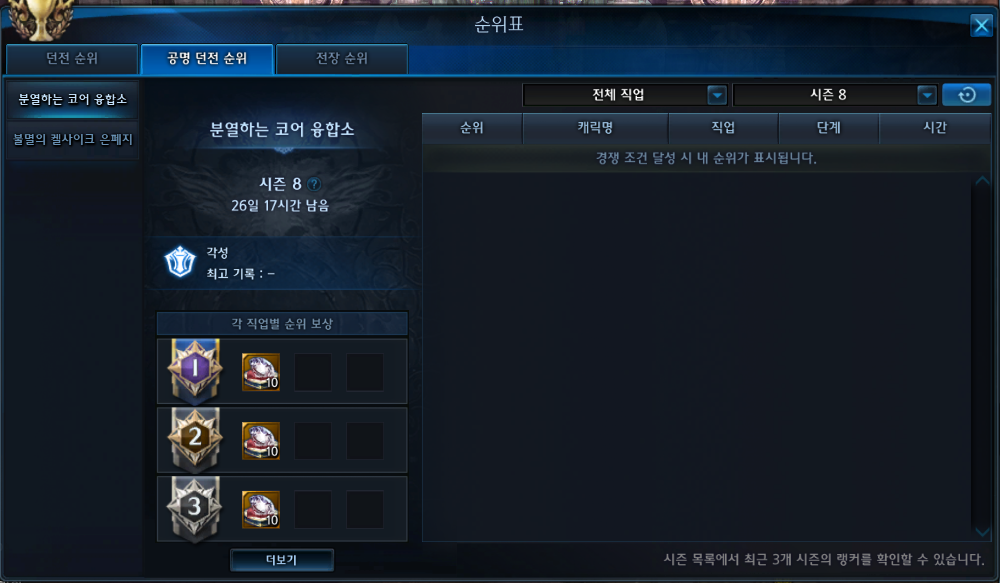 순위표
던전 순위
공명 던전 순위
전장 순위
분열하는 코어 융합소
불멸의 켈사이크 은폐지
분열하는 코어 융합소
시즌 8 ?
26일 17시간 남음
각성
최고 기록 : –
각 직업별 순위 보상
1
10
2
10
3
10
더보기
전체 직업
시즌 8
순위 캐릭명 직업 단계 시간
경쟁 조건 달성 시 내 순위가 표시됩니다.
시즌 목록에서 최근 3개 시즌의 랭커를 확인할 수 있습니다.